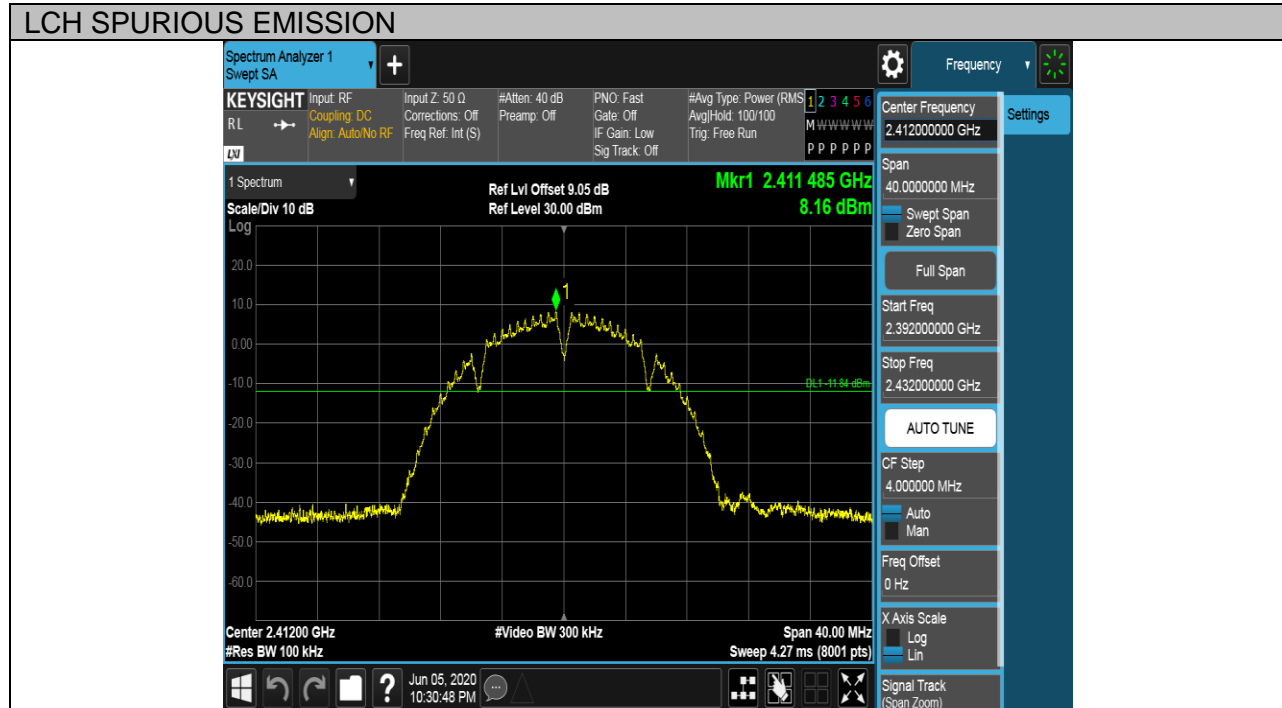 LCH SPURIOUS EMISSION
Spectrum Analyzer 1
Swept SA
+
Frequency
KEYSIGHT
RL
LXI
Input: RF
Coupling: DC
Align: Auto/No RF
Input Z: 50 Ω
Corrections: Off
Freq Ref: Int (S)
#Atten: 40 dB
Preamp: Off
PNO: Fast
Gate: Off
IF Gain: Low
Sig Track: Off
#Avg Type: Power (RMS
Avg|Hold: 100/100
Trig: Free Run
1 2 3 4 5 6
M W W W W W
P P P P P P
1 Spectrum
Scale/Div 10 dB
Log
Ref Lvl Offset 9.05 dB
Ref Level 30.00 dBm
Mkr1 2.411 485 GHz
8.16 dBm
20.0
10.0
0.00
-10.0
-20.0
-30.0
-40.0
-50.0
-60.0
1
DL1 -11.84 dBm
Center 2.41200 GHz
#Res BW 100 kHz
#Video BW 300 kHz
Span 40.00 MHz
Sweep 4.27 ms (8001 pts)
Center Frequency
2.412000000 GHz
Settings
Span
40.0000000 MHz
Swept Span
Zero Span
Full Span
Start Freq
2.392000000 GHz
Stop Freq
2.432000000 GHz
AUTO TUNE
CF Step
4.000000 MHz
Auto
Man
Freq Offset
0 Hz
X Axis Scale
Log
Lin
Signal Track
(Span Zoom)
?
Jun 05, 2020
10:30:48 PM